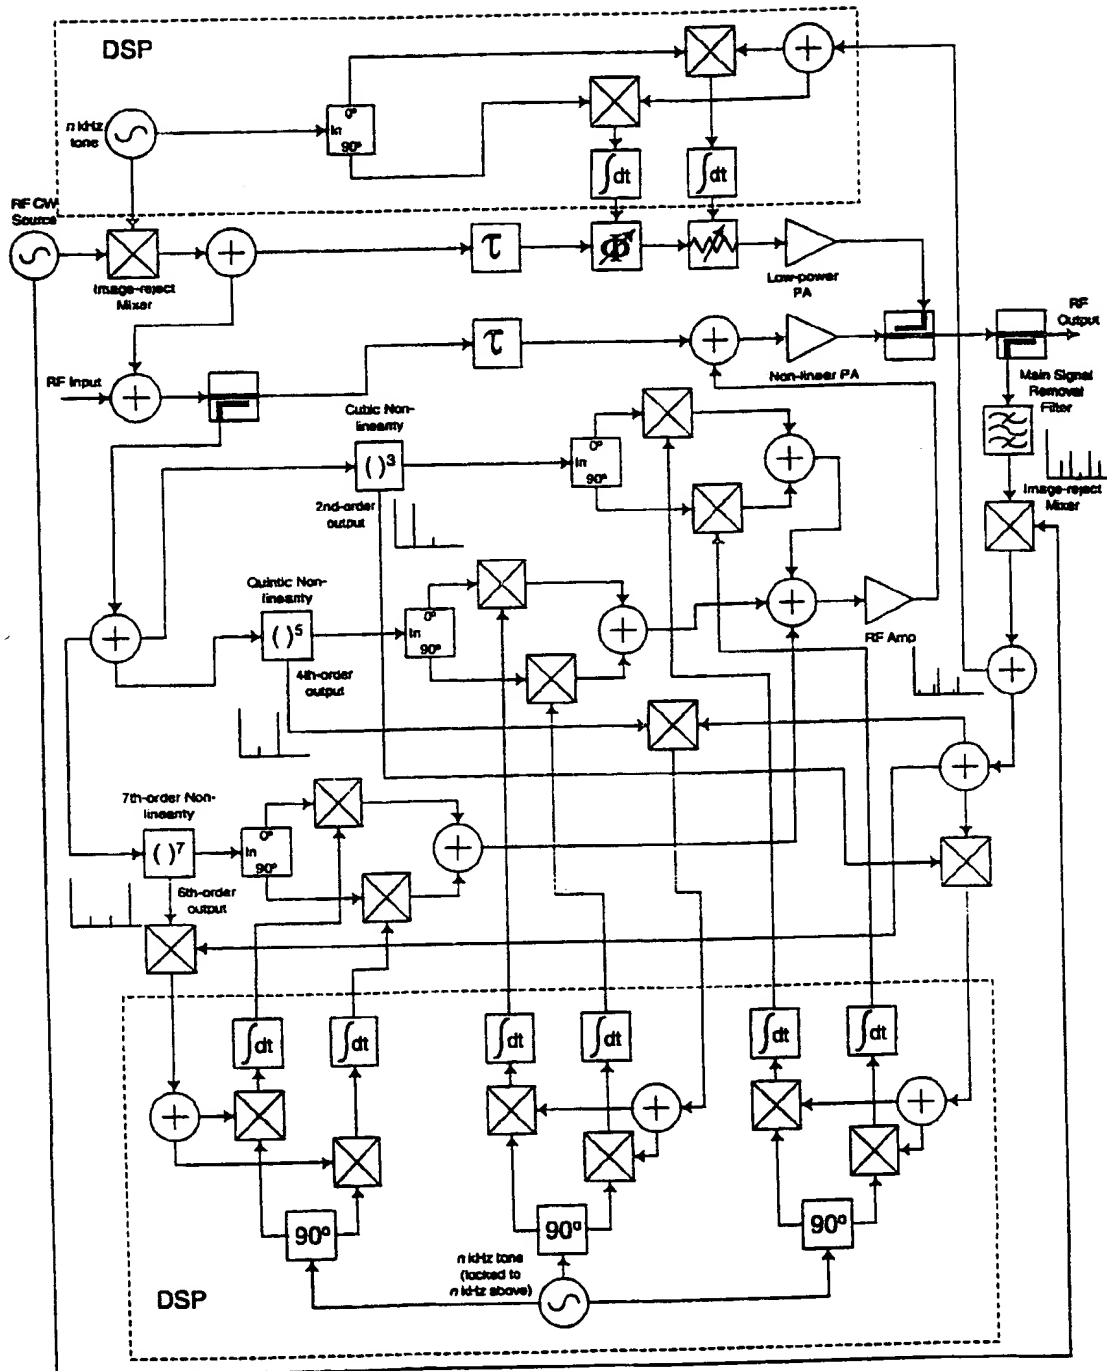 DSP
n kHz
tone
0°
In
90°
∫dt
∫dt
RF CW
Source
Image-reject
Mixer
τ
Φ
Low-power
PA
RF
Output
τ
RF Input
Non-linear PA
Main Signal
Removal
Filter
Cubic Non-
linearity
( )³
2nd-order
output
0°
In
90°
Image-reject
Mixer
Quintic Non-
linearity
( )⁵
4th-order
output
0°
In
90°
RF Amp
7th-order Non-
linearity
( )⁷
6th-order
output
0°
In
90°
∫dt
∫dt
∫dt
∫dt
∫dt
∫dt
90°
90°
90°
n kHz tone
(locked to
n kHz above)
DSP